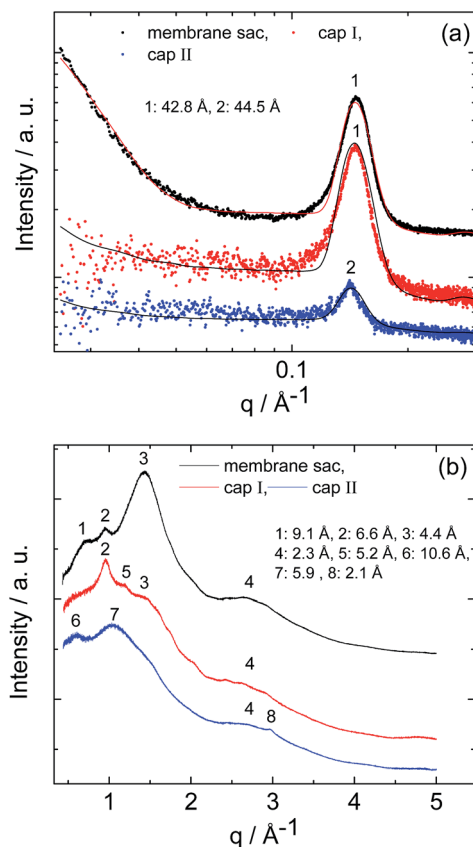 membrane sac, cap I, (a)
cap II
1
1: 42.8 Å, 2: 44.5 Å
1
2
Intensity / a. u.
0.1
q / Å-1
(b)
3
membrane sac,
cap I, cap II
1 2
1: 9.1 Å, 2: 6.6 Å, 3: 4.4 Å
4: 2.3 Å, 5: 5.2 Å, 6: 10.6 Å,
7: 5.9 , 8: 2.1 Å
2
5 3
4
6 7
4
4 8
Intensity / a. u.
1 2 3 4 5
q / Å-1